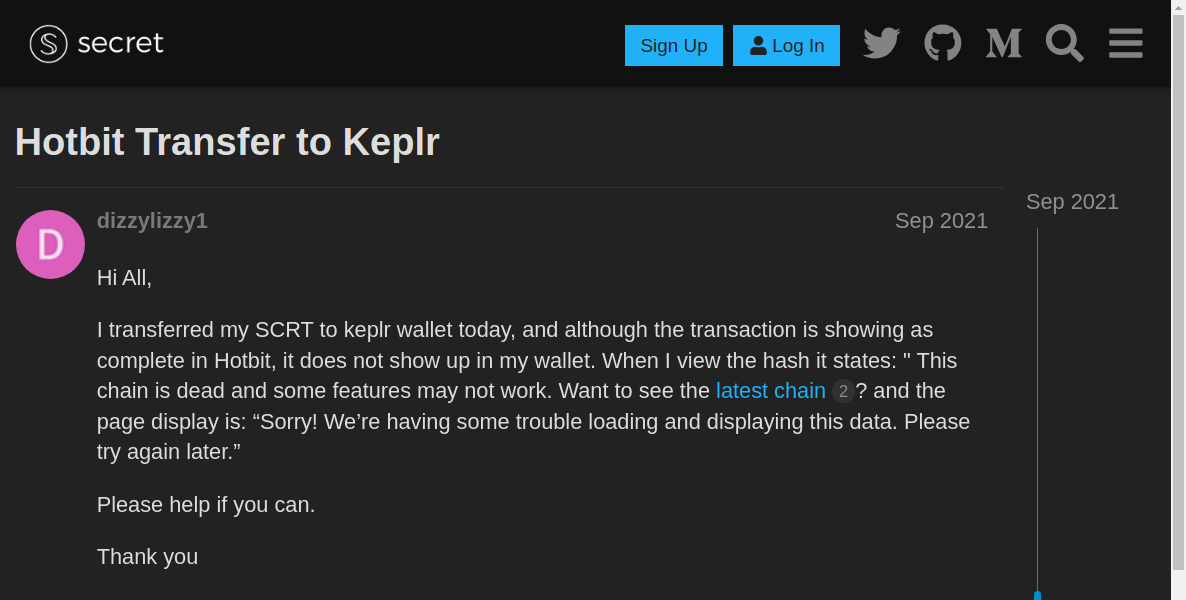 secret
Sign Up
Log In
Hotbit Transfer to Keplr
Sep 2021
D
dizzylizzy1
Sep 2021
Hi All,
I transferred my SCRT to keplr wallet today, and although the transaction is showing as
complete in Hotbit, it does not show up in my wallet. When I view the hash it states: " This
chain is dead and some features may not work. Want to see the latest chain 2 ? and the
page display is: “Sorry! We’re having some trouble loading and displaying this data. Please
try again later.”
Please help if you can.
Thank you